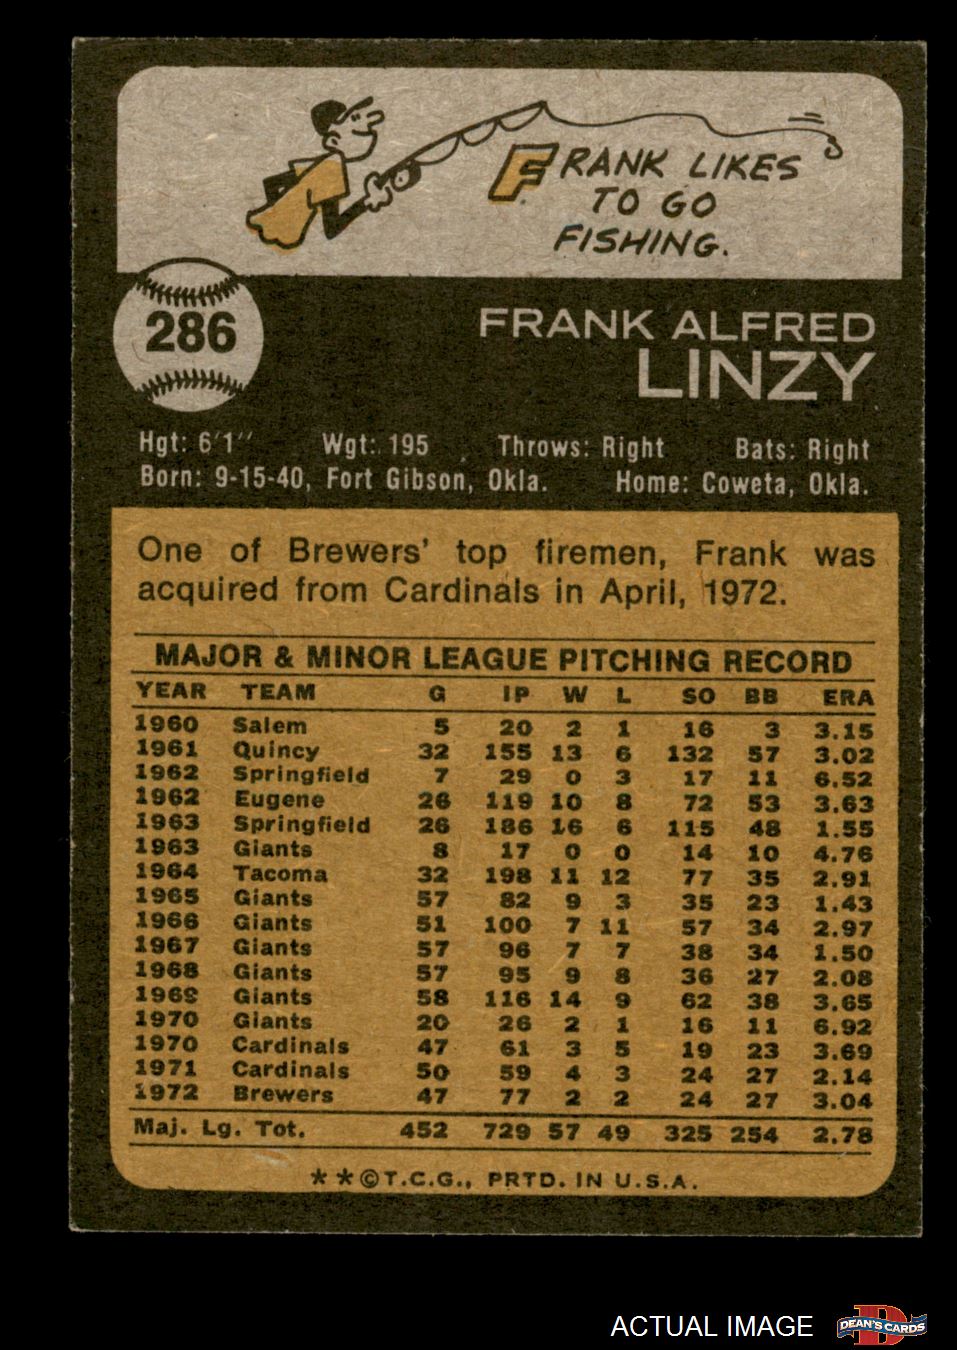 FRANK LIKES
TO GO
FISHING.
286
FRANK ALFRED
LINZY
Hgt: 6'1" Wgt: 195 Throws: Right Bats: Right
Born: 9-15-40, Fort Gibson, Okla. Home: Coweta, Okla.
One of Brewers' top firemen, Frank was
acquired from Cardinals in April, 1972.
MAJOR & MINOR LEAGUE PITCHING RECORD
YEAR TEAM G IP W L SO BB ERA
1960 Salem 5 20 2 1 16 3 3.15
1961 Quincy 32 155 13 6 132 57 3.02
1962 Springfield 7 29 0 3 17 11 6.52
1962 Eugene 26 119 10 8 72 53 3.63
1963 Springfield 26 186 16 6 115 48 1.55
1963 Giants 8 17 0 0 14 10 4.76
1964 Tacoma 32 198 11 12 77 35 2.91
1965 Giants 57 82 9 3 35 23 1.43
1966 Giants 51 100 7 11 57 34 2.97
1967 Giants 57 96 7 7 38 34 1.50
1968 Giants 57 95 9 8 36 27 2.08
1969 Giants 58 116 14 9 62 38 3.65
1970 Giants 20 26 2 1 16 11 6.92
1970 Cardinals 47 61 3 5 19 23 3.69
1971 Cardinals 50 59 4 3 24 27 2.14
1972 Brewers 47 77 2 2 24 27 3.04
Maj. Lg. Tot. 452 729 57 49 325 254 2.78
**©T.C.G., PRTD. IN U.S.A.
ACTUAL IMAGE
D
DEAN'S CARDS